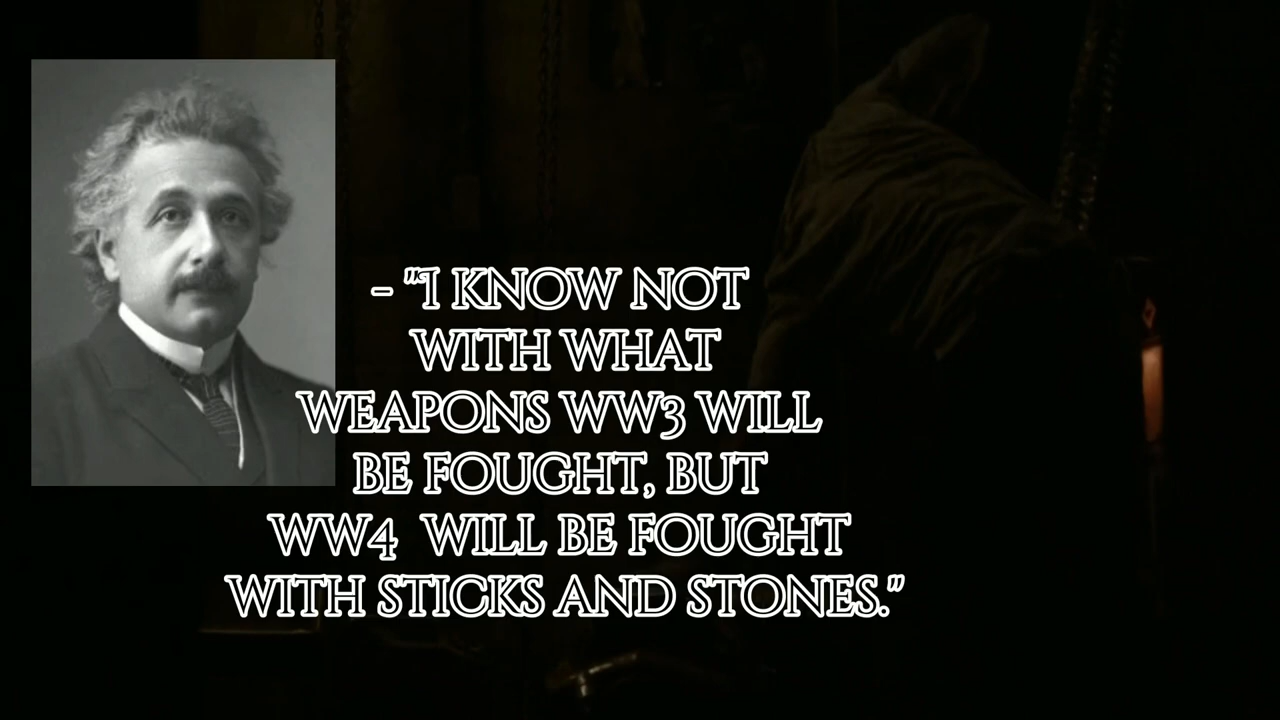 - "I KNOW NOT
WITH WHAT
WEAPONS WW3 WILL
BE FOUGHT, BUT
WW4 WILL BE FOUGHT
WITH STICKS AND STONES."